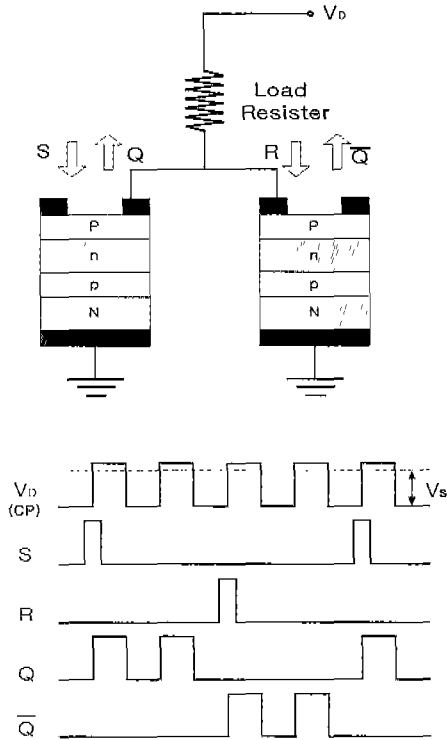 VD
Load
Resister
S Q R Q̅
P P
n n
p p
N N
VD
(CP)
Vs
S
R
Q
Q̅